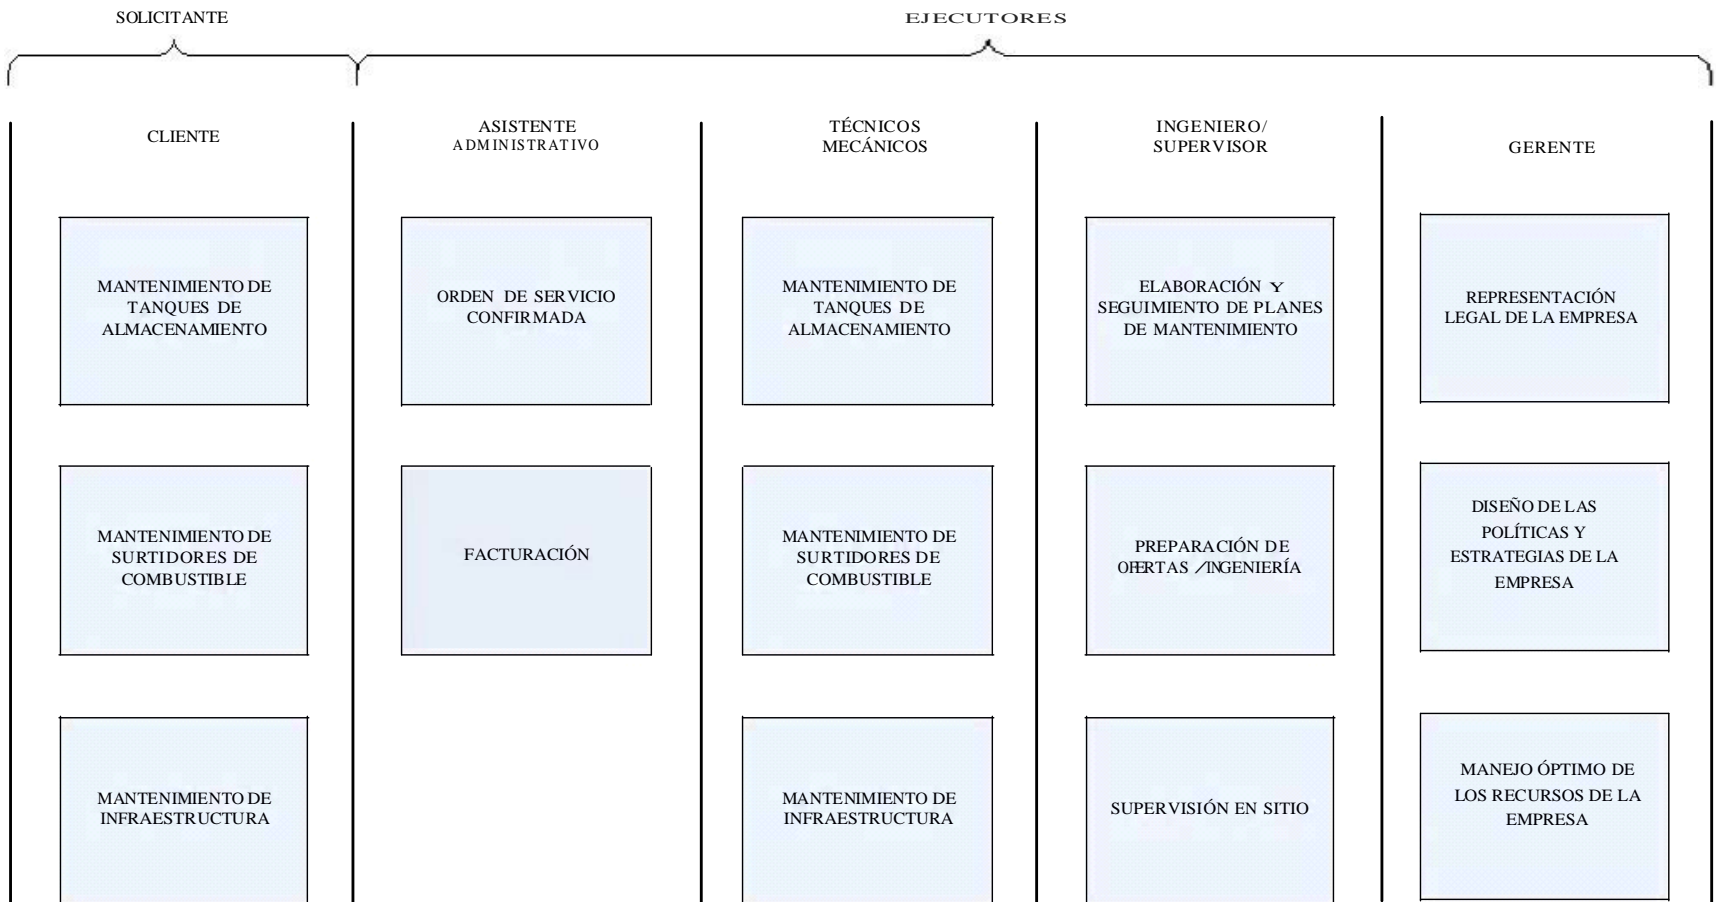 SOLICITANTE
EJECUTORES
CLIENTE
ASISTENTE
ADMINISTRATIVO
TÉCNICOS
MECÁNICOS
INGENIERO/
SUPERVISOR
GERENTE
MANTENIMIENTO DE
TANQUES DE
ALMACENAMIENTO
ORDEN DE SERVICIO
CONFIRMADA
MANTENIMIENTO DE
TANQUES DE
ALMACENAMIENTO
ELABORACIÓN Y
SEGUIMIENTO DE PLANES
DE MANTENIMIENTO
REPRESENTACIÓN
LEGAL DE LA EMPRESA
MANTENIMIENTO DE
SURTIDORES DE
COMBUSTIBLE
FACTURACIÓN
MANTENIMIENTO DE
SURTIDORES DE
COMBUSTIBLE
PREPARACIÓN DE
OFERTAS /INGENIERÍA
DISEÑO DE LAS
POLÍTICAS Y
ESTRATEGIAS DE LA
EMPRESA
MANTENIMIENTO DE
INFRAESTRUCTURA
MANTENIMIENTO DE
INFRAESTRUCTURA
SUPERVISIÓN EN SITIO
MANEJO ÓPTIMO DE
LOS RECURSOS DE LA
EMPRESA